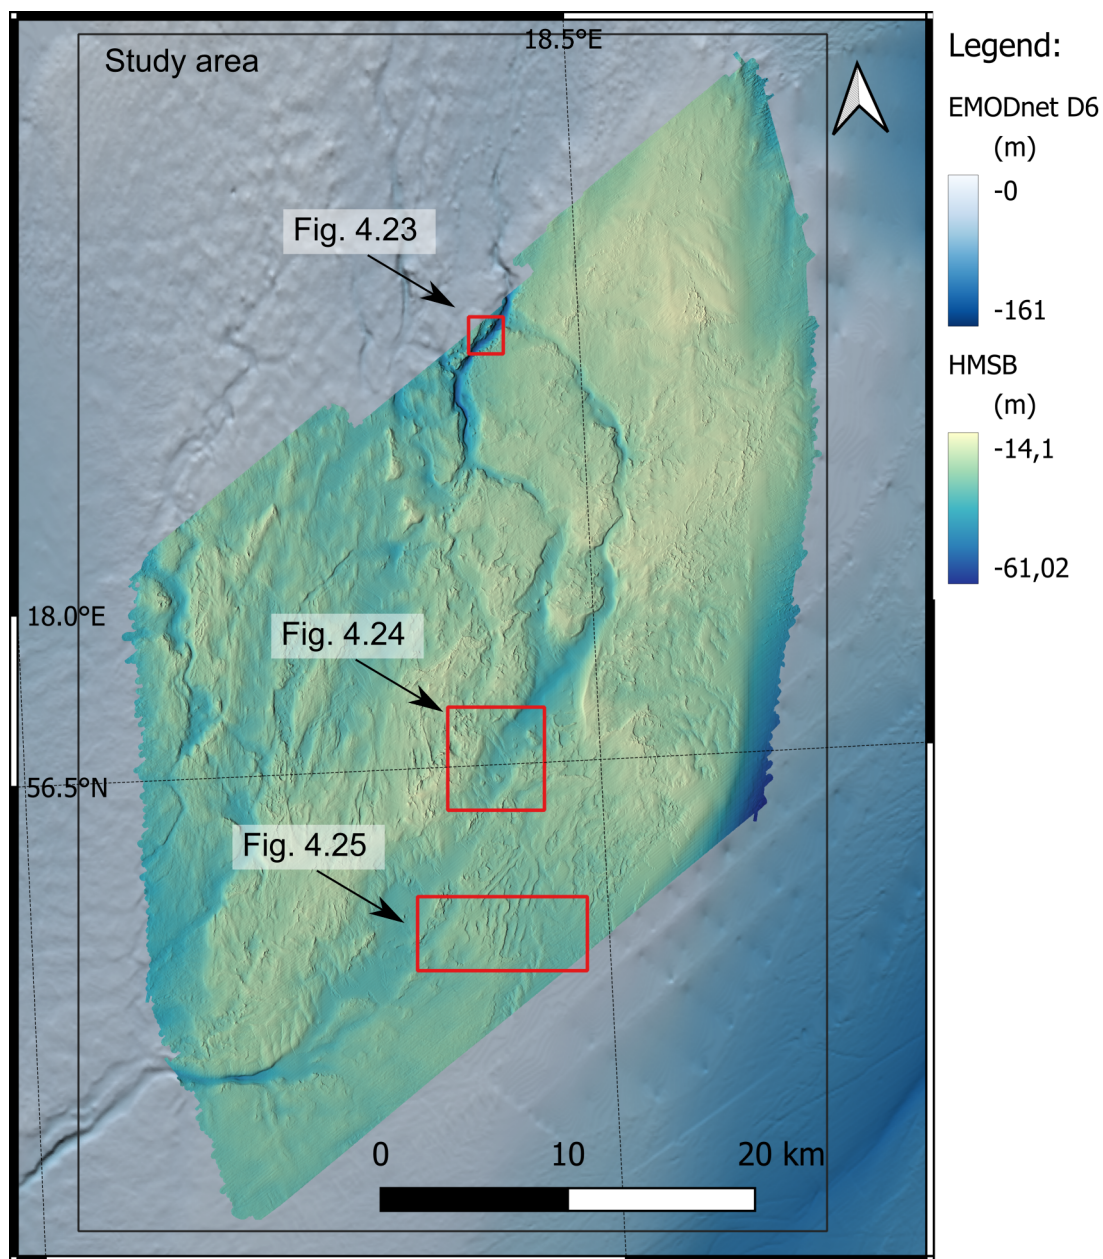 18.5°E
Study area
Fig. 4.23
18.0°E
Fig. 4.24
56.5°N
Fig. 4.25
0 10 20 km
Legend:
EMODnet D6
(m)
-0
-161
HMSB
(m)
-14,1
-61,02